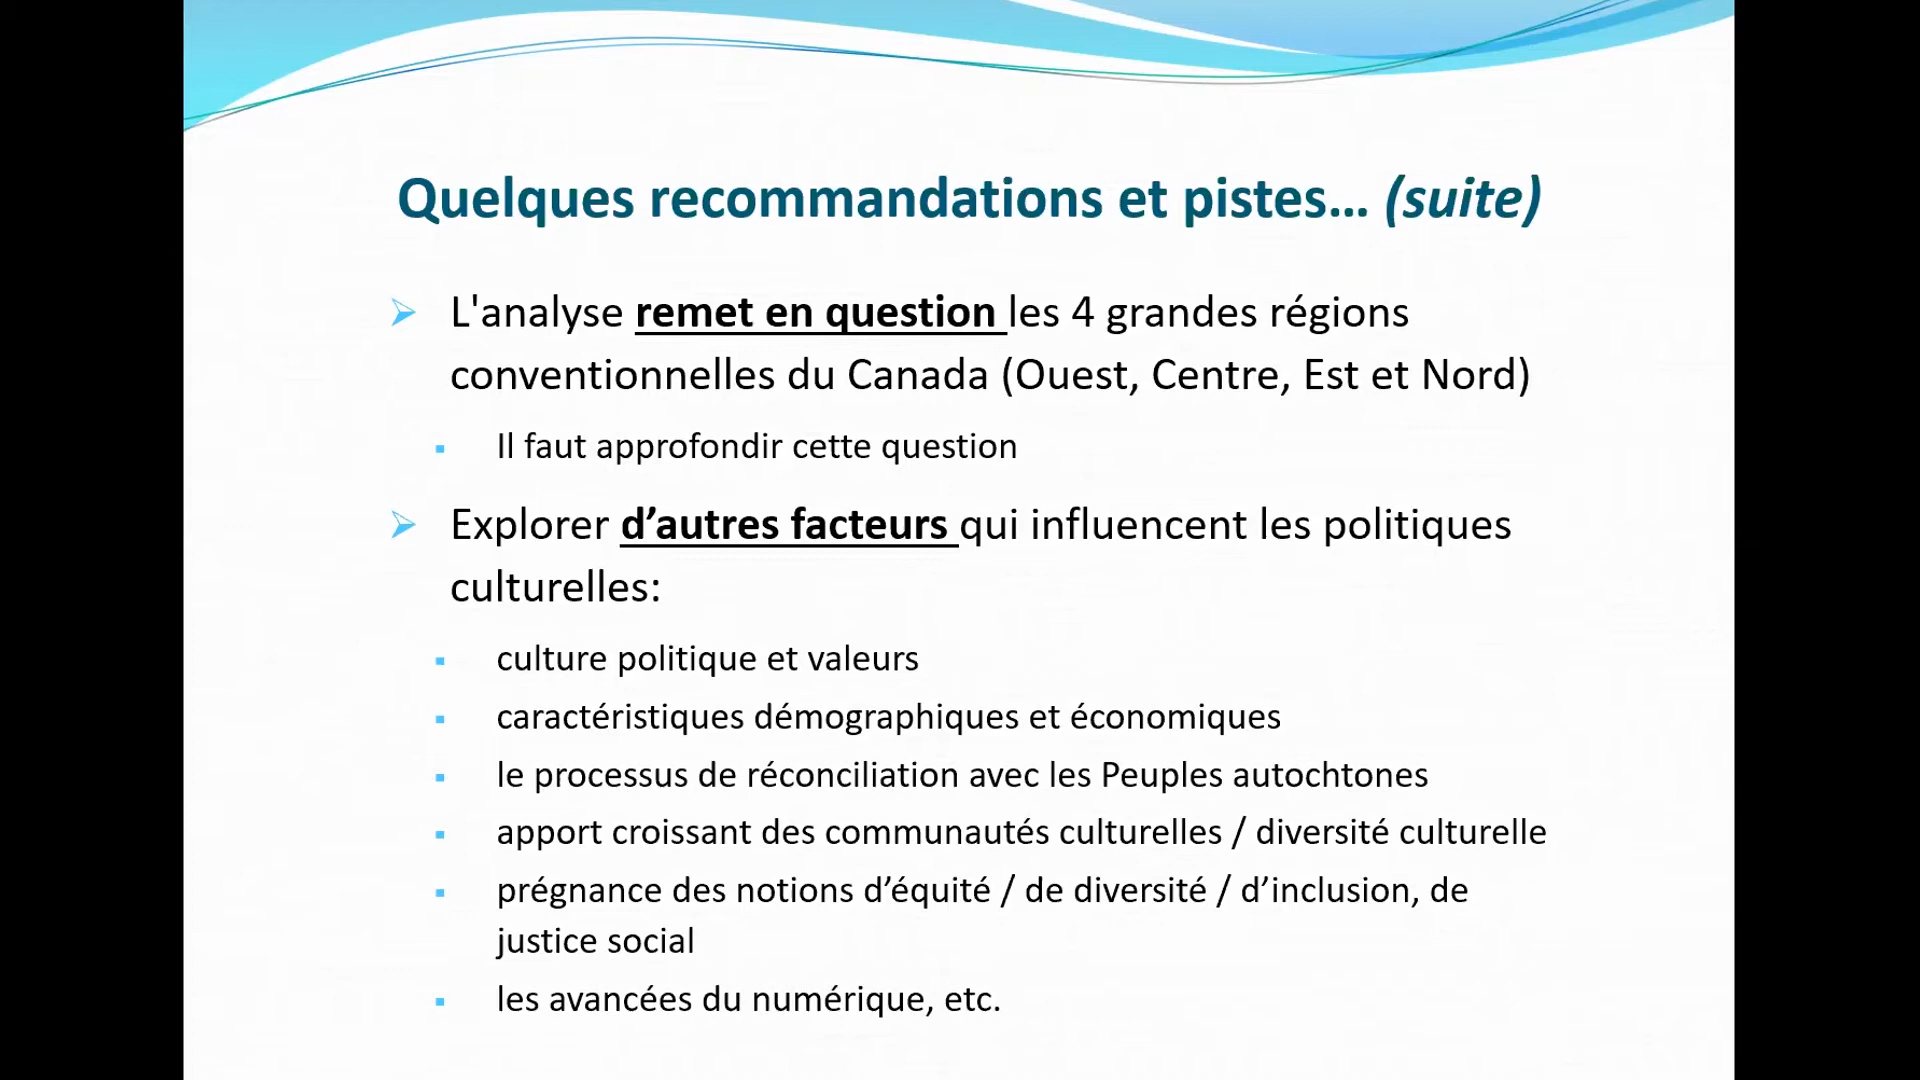 Quelques recommandations et pistes... (suite)
L'analyse remet en question les 4 grandes régions
conventionnelles du Canada (Ouest, Centre, Est et Nord)
Il faut approfondir cette question
Explorer d’autres facteurs qui influencent les politiques
culturelles:
culture politique et valeurs
caractéristiques démographiques et économiques
le processus de réconciliation avec les Peuples autochtones
apport croissant des communautés culturelles / diversité culturelle
prégnance des notions d’équité / de diversité / d’inclusion, de
justice social
les avancées du numérique, etc.